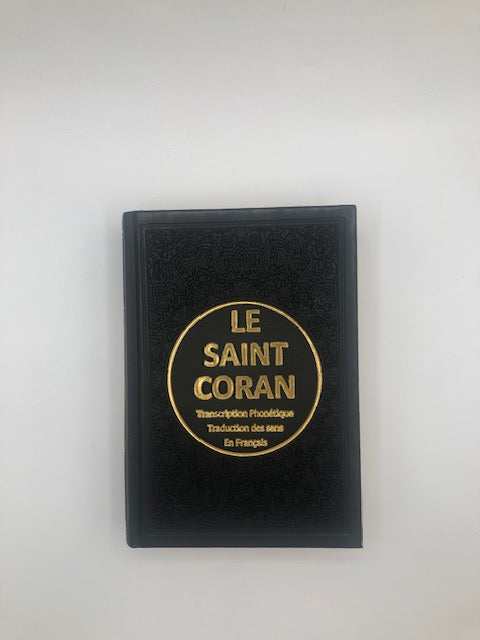 LE
SAINT
CORAN
Transcription Phonétique
Traduction des sens
En Français